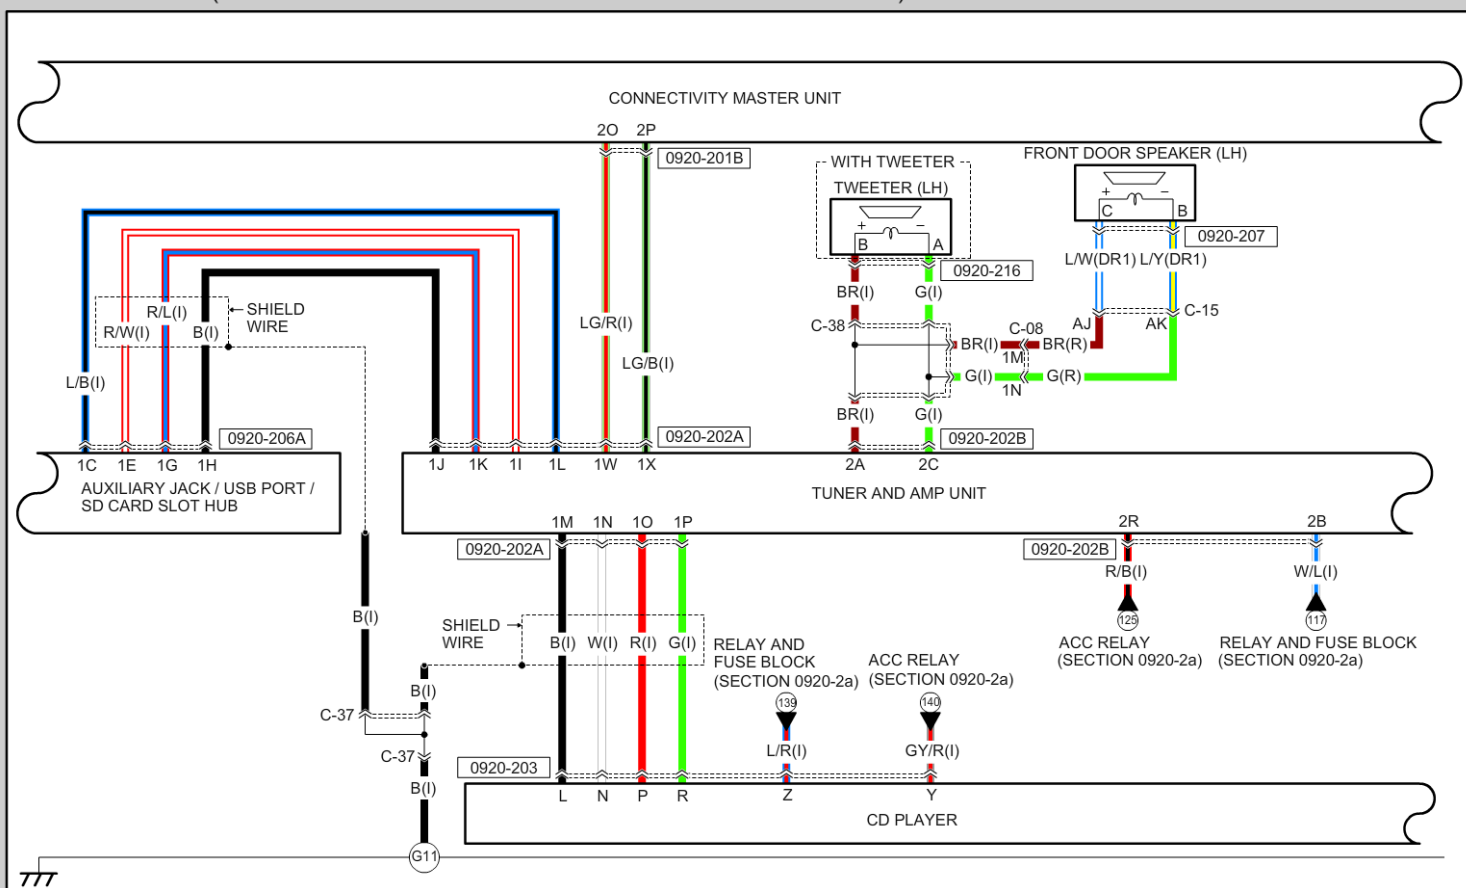 CONNECTIVITY MASTER UNIT
2O 2P
0920-201B
WITH TWEETER
TWEETER (LH)
+ −
B A
0920-216
FRONT DOOR SPEAKER (LH)
+ −
C B
0920-207
L/W(DR1) L/Y(DR1)
BR(I) G(I)
C-38
C-08
AJ AK C-15
BR(I) BR(R)
1M
G(I) G(R)
1N
BR(I) G(I)
0920-202B
R/L(I)
R/W(I) B(I)
SHIELD
WIRE
L/B(I)
LG/R(I)
LG/B(I)
0920-206A
0920-202A
1C 1E 1G 1H
AUXILIARY JACK / USB PORT /
SD CARD SLOT HUB
1J 1K 1I 1L 1W 1X 2A 2C
TUNER AND AMP UNIT
1M 1N 1O 1P 2R 2B
0920-202A
0920-202B
R/B(I) W/L(I)
125 117
ACC RELAY
(SECTION 0920-2a)
RELAY AND FUSE BLOCK
(SECTION 0920-2a)
B(I)
SHIELD
WIRE
B(I) W(I) R(I) G(I)
RELAY AND
FUSE BLOCK
(SECTION 0920-2a)
ACC RELAY
(SECTION 0920-2a)
139 140
B(I)
C-37
C-37
L/R(I) GY/R(I)
0920-203
B(I)
L N P R Z Y
CD PLAYER
G11